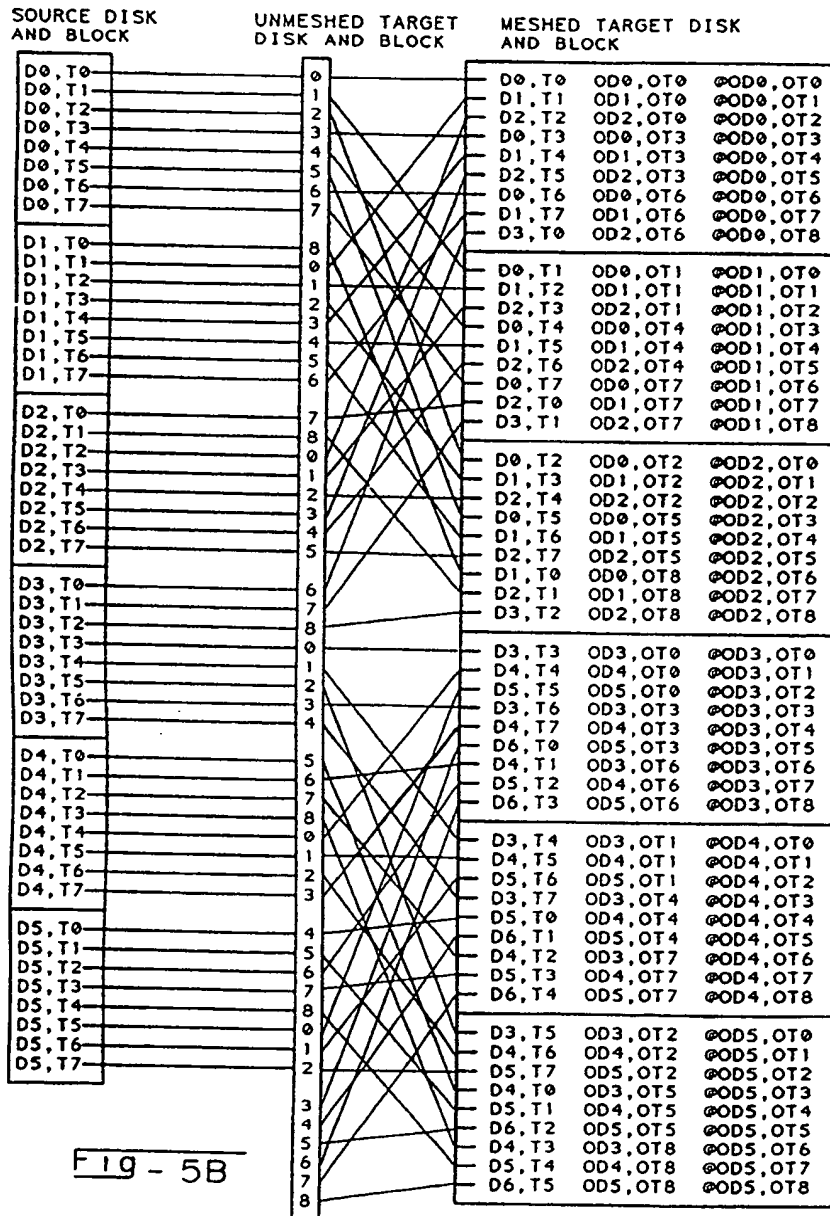 SOURCE DISK
AND BLOCK
D0,T0
D0,T1
D0,T2
D0,T3
D0,T4
D0,T5
D0,T6
D0,T7
D1,T0
D1,T1
D1,T2
D1,T3
D1,T4
D1,T5
D1,T6
D1,T7
D2,T0
D2,T1
D2,T2
D2,T3
D2,T4
D2,T5
D2,T6
D2,T7
D3,T0
D3,T1
D3,T2
D3,T3
D3,T4
D3,T5
D3,T6
D3,T7
D4,T0
D4,T1
D4,T2
D4,T3
D4,T4
D4,T5
D4,T6
D4,T7
D5,T0
D5,T1
D5,T2
D5,T3
D5,T4
D5,T5
D5,T6
D5,T7
UNMESHED TARGET
DISK AND BLOCK
0
1
2
3
4
5
6
7
8
0
1
2
3
4
5
6
7
8
0
1
2
3
4
5
6
7
8
0
1
2
3
4
5
6
7
8
0
1
2
3
4
5
6
7
8
0
1
2
3
4
5
6
7
8
MESHED TARGET DISK
AND BLOCK
D0,T0 OD0,OT0 @OD0,OT0
D1,T1 OD1,OT0 @OD0,OT1
D2,T2 OD2,OT0 @OD0,OT2
D0,T3 OD0,OT3 @OD0,OT3
D1,T4 OD1,OT3 @OD0,OT4
D2,T5 OD2,OT3 @OD0,OT5
D0,T6 OD0,OT6 @OD0,OT6
D1,T7 OD1,OT6 @OD0,OT7
D3,T0 OD2,OT6 @OD0,OT8
D0,T1 OD0,OT1 @OD1,OT0
D1,T2 OD1,OT1 @OD1,OT1
D2,T3 OD2,OT1 @OD1,OT2
D0,T4 OD0,OT4 @OD1,OT3
D1,T5 OD1,OT4 @OD1,OT4
D2,T6 OD2,OT4 @OD1,OT5
D0,T7 OD0,OT7 @OD1,OT6
D2,T0 OD1,OT7 @OD1,OT7
D3,T1 OD2,OT7 @OD1,OT8
D0,T2 OD0,OT2 @OD2,OT0
D1,T3 OD1,OT2 @OD2,OT1
D2,T4 OD2,OT2 @OD2,OT2
D0,T5 OD0,OT5 @OD2,OT3
D1,T6 OD1,OT5 @OD2,OT4
D2,T7 OD2,OT5 @OD2,OT5
D1,T0 OD0,OT8 @OD2,OT6
D2,T1 OD1,OT8 @OD2,OT7
D3,T2 OD2,OT8 @OD2,OT8
D3,T3 OD3,OT0 @OD3,OT0
D4,T4 OD4,OT0 @OD3,OT1
D5,T5 OD5,OT0 @OD3,OT2
D3,T6 OD3,OT3 @OD3,OT3
D4,T7 OD4,OT3 @OD3,OT4
D6,T0 OD5,OT3 @OD3,OT5
D4,T1 OD3,OT6 @OD3,OT6
D5,T2 OD4,OT6 @OD3,OT7
D6,T3 OD5,OT6 @OD3,OT8
D3,T4 OD3,OT1 @OD4,OT0
D4,T5 OD4,OT1 @OD4,OT1
D5,T6 OD5,OT1 @OD4,OT2
D3,T7 OD3,OT4 @OD4,OT3
D5,T0 OD4,OT4 @OD4,OT4
D6,T1 OD5,OT4 @OD4,OT5
D4,T2 OD3,OT7 @OD4,OT6
D5,T3 OD4,OT7 @OD4,OT7
D6,T4 OD5,OT7 @OD4,OT8
D3,T5 OD3,OT2 @OD5,OT0
D4,T6 OD4,OT2 @OD5,OT1
D5,T7 OD5,OT2 @OD5,OT2
D4,T0 OD3,OT5 @OD5,OT3
D5,T1 OD4,OT5 @OD5,OT4
D6,T2 OD5,OT5 @OD5,OT5
D4,T3 OD3,OT8 @OD5,OT6
D5,T4 OD4,OT8 @OD5,OT7
D6,T5 OD5,OT8 @OD5,OT8
Fig - 5B